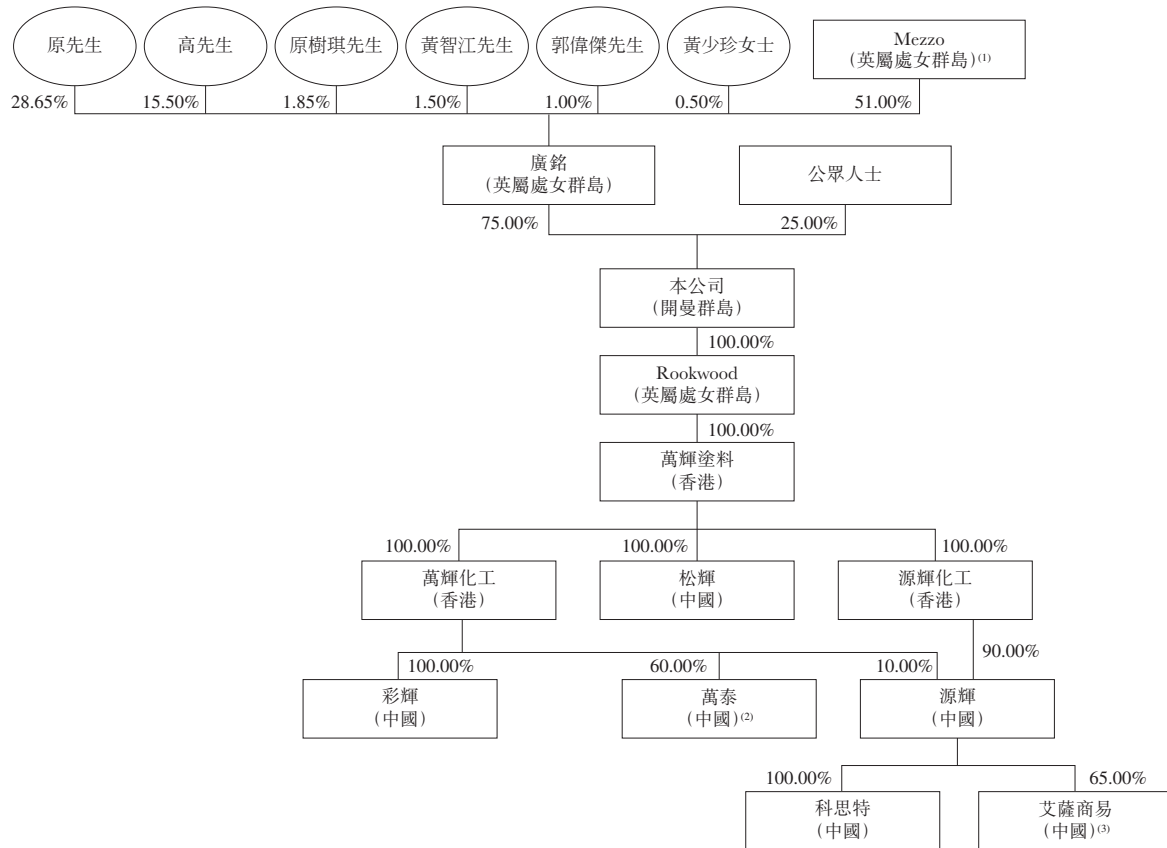 原先生
高先生
原樹琪先生
黃智江先生
郭偉傑先生
黃少珍女士
Mezzo
(英屬處女群島)(1)
28.65%
15.50%
1.85%
1.50%
1.00%
0.50%
51.00%
廣銘
(英屬處女群島)
公眾人士
75.00%
25.00%
本公司
(開曼群島)
100.00%
Rookwood
(英屬處女群島)
100.00%
萬輝塗料
(香港)
100.00%
100.00%
100.00%
萬輝化工
(香港)
松輝
(中國)
源輝化工
(香港)
100.00%
60.00%
10.00%
90.00%
彩輝
(中國)
萬泰
(中國)(2)
源輝
(中國)
100.00%
65.00%
科思特
(中國)
艾薩商易
(中國)(3)